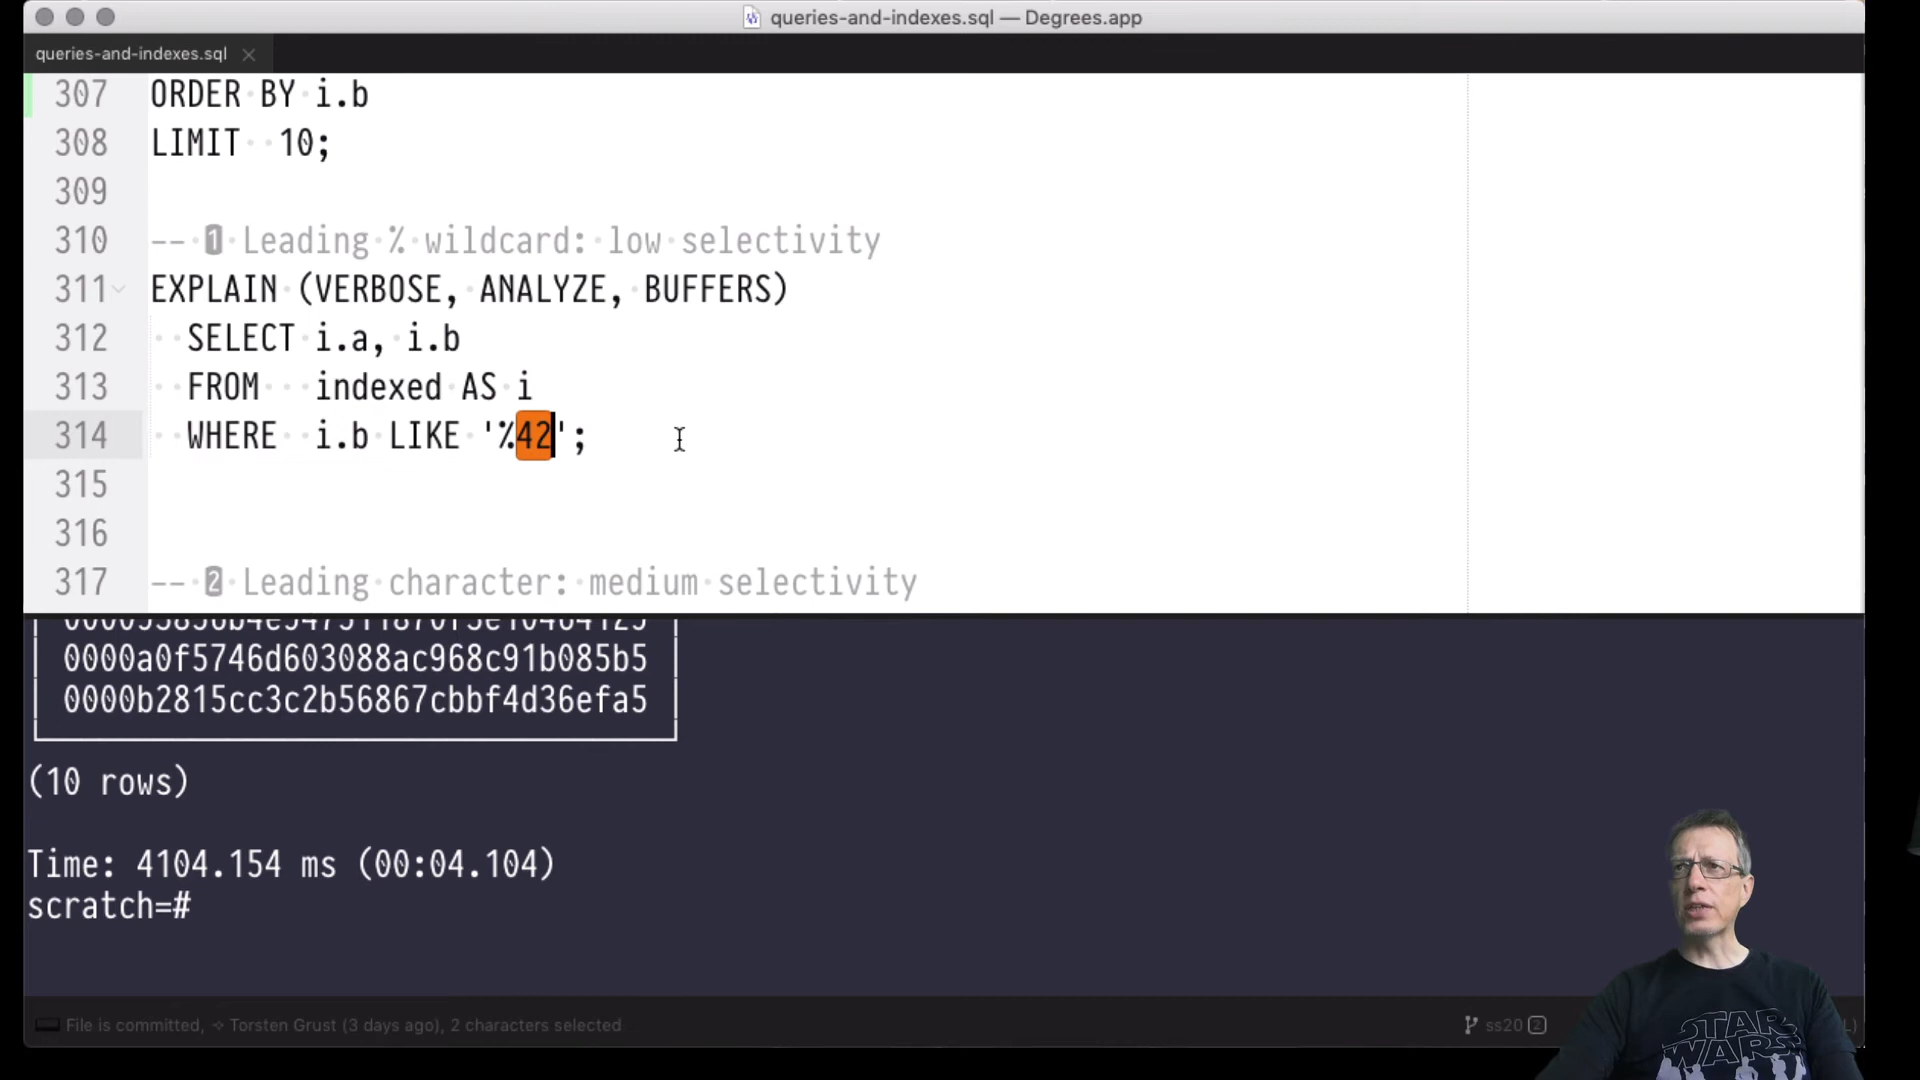 queries-and-indexes.sql — Degrees.app
queries-and-indexes.sql ×
307 ORDER BY i.b
308 LIMIT 10;
309
310 -- 1 Leading % wildcard: low selectivity
311 EXPLAIN (VERBOSE, ANALYZE, BUFFERS)
312 SELECT i.a, i.b
313 FROM indexed AS i
314 WHERE i.b LIKE '%42';
315
316
317 -- 2 Leading character: medium selectivity
0000a0f5746d603088ac968c91b085b5
0000b2815cc3c2b56867cbbf4d36efa5
(10 rows)
Time: 4104.154 ms (00:04.104)
scratch=#
File is committed, Torsten Grust (3 days ago), 2 characters selected
ss20 2
STAR
WARS